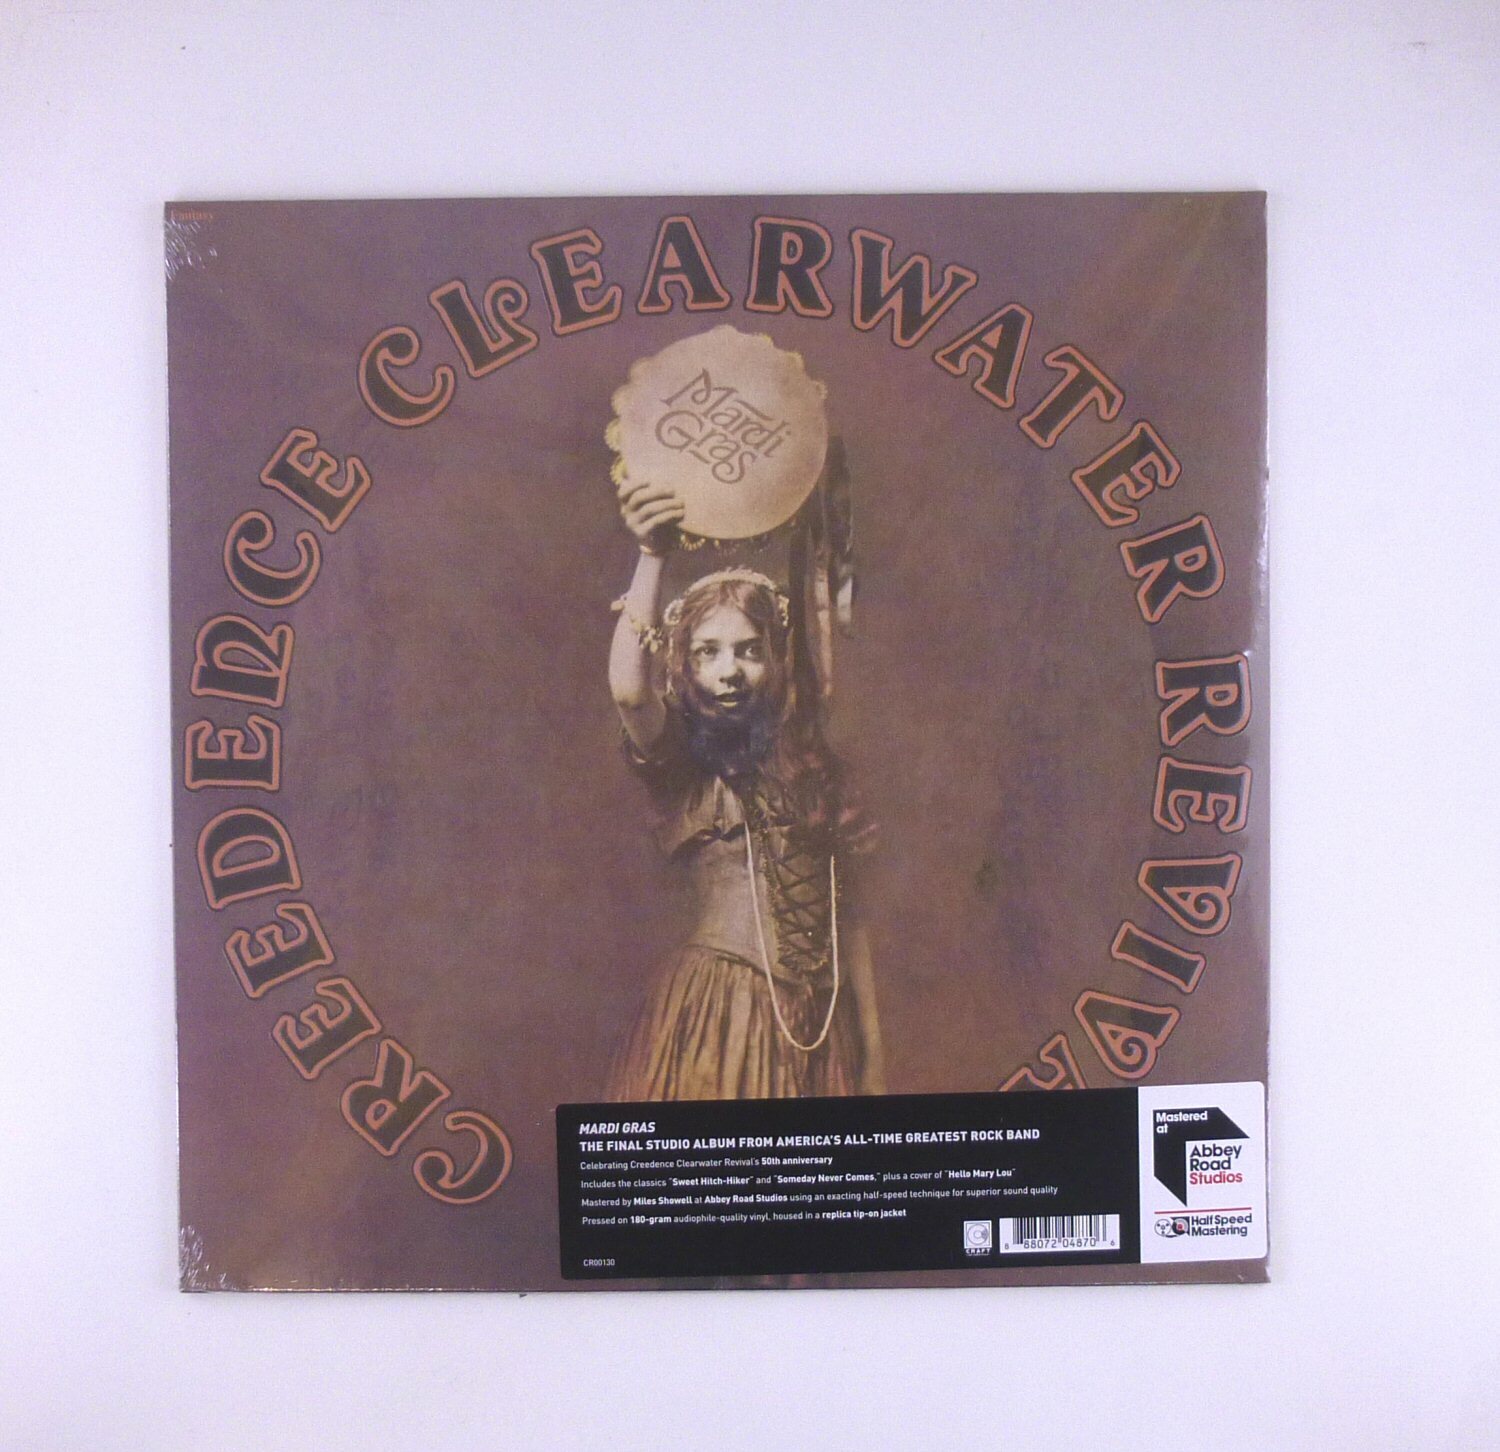 Fantasy
CREEDENCE CLEARWATER REVIVA
Mardi
Gras
MARDI GRAS
THE FINAL STUDIO ALBUM FROM AMERICA'S ALL-TIME GREATEST ROCK BAND
Celebrating Creedence Clearwater Revival's 50th anniversary
Includes the classics "Sweet Hitch-Hiker" and "Someday Never Comes," plus a cover of "Hello Mary Lou"
Mastered by Miles Showell at Abbey Road Studios using an exacting half-speed technique for superior sound quality
Pressed on 180-gram audiophile-quality vinyl, housed in a replica tip-on jacket
CR00130
CRAFT
8 88072 04870 6
Mastered
at
Abbey
Road
Studios
Half Speed
Mastering